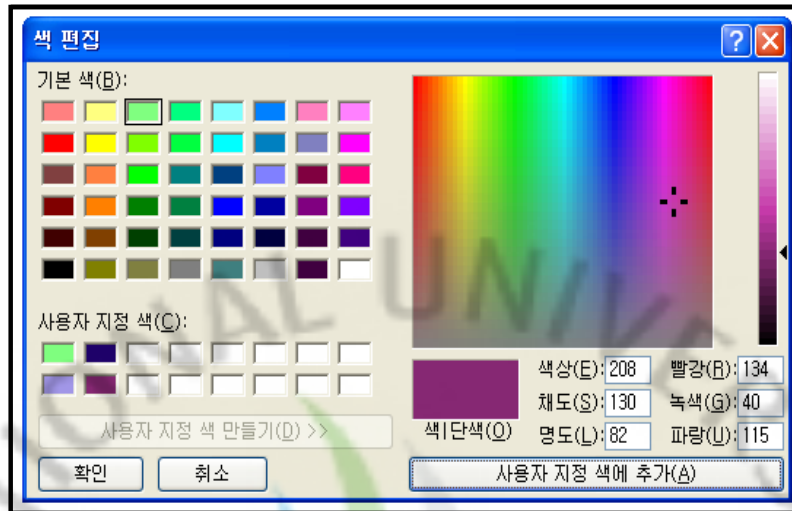 색 편집
기본 색(B):
사용자 지정 색(C):
사용자 지정 색 만들기(D) >>
확인
취소
색|단색(O)
색상(E): 208
채도(S): 130
명도(L): 82
빨강(R): 134
녹색(G): 40
파랑(U): 115
사용자 지정 색에 추가(A)
IONAL UNIVE